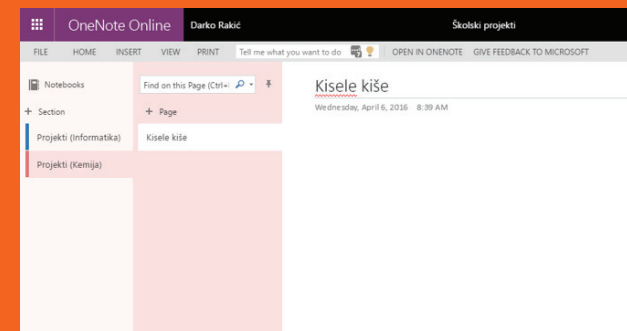 OneNote Online
Darko Rakić
Školski projekti
FILE HOME INSERT VIEW PRINT Tell me what you want to do OPEN IN ONENOTE GIVE FEEDBACK TO MICROSOFT
Notebooks
Find on this Page (Ctrl+
+ Section
+ Page
Projekti (Informatika)
Kisele kiše
Projekti (Kemija)
Kisele kiše
Wednesday, April 6, 2016 8:39 AM